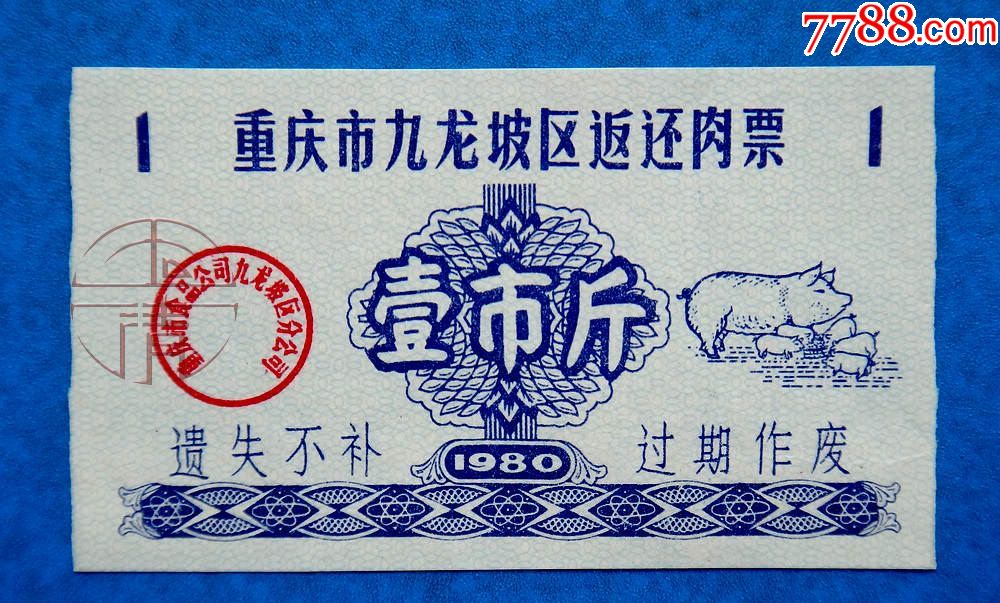 7788.com
1 重庆市九龙坡区返还肉票 1
重庆市食品公司九龙坡区分公司
壹市斤
遗失不补 1980 过期作废